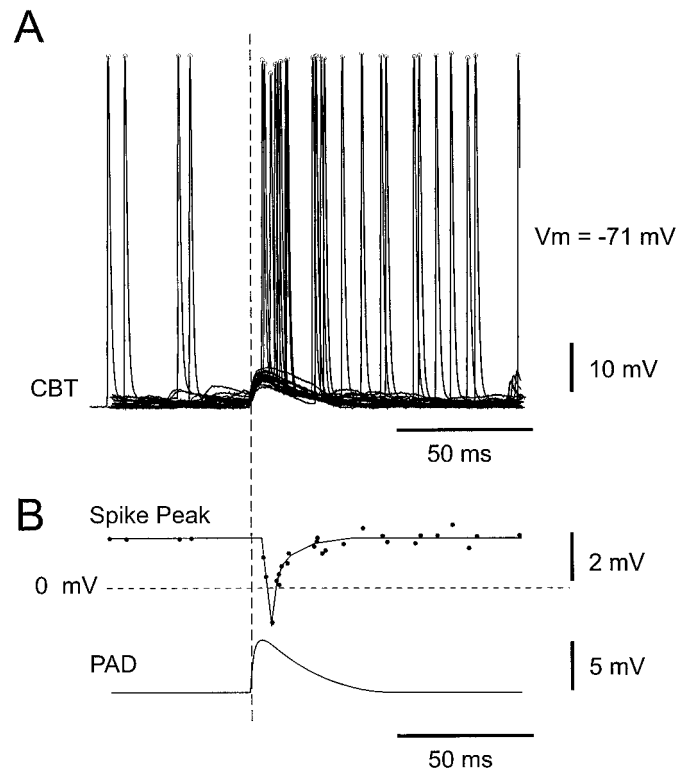 A
Vm = -71 mV
10 mV
CBT
50 ms
B
Spike Peak
2 mV
0 mV
PAD
5 mV
50 ms